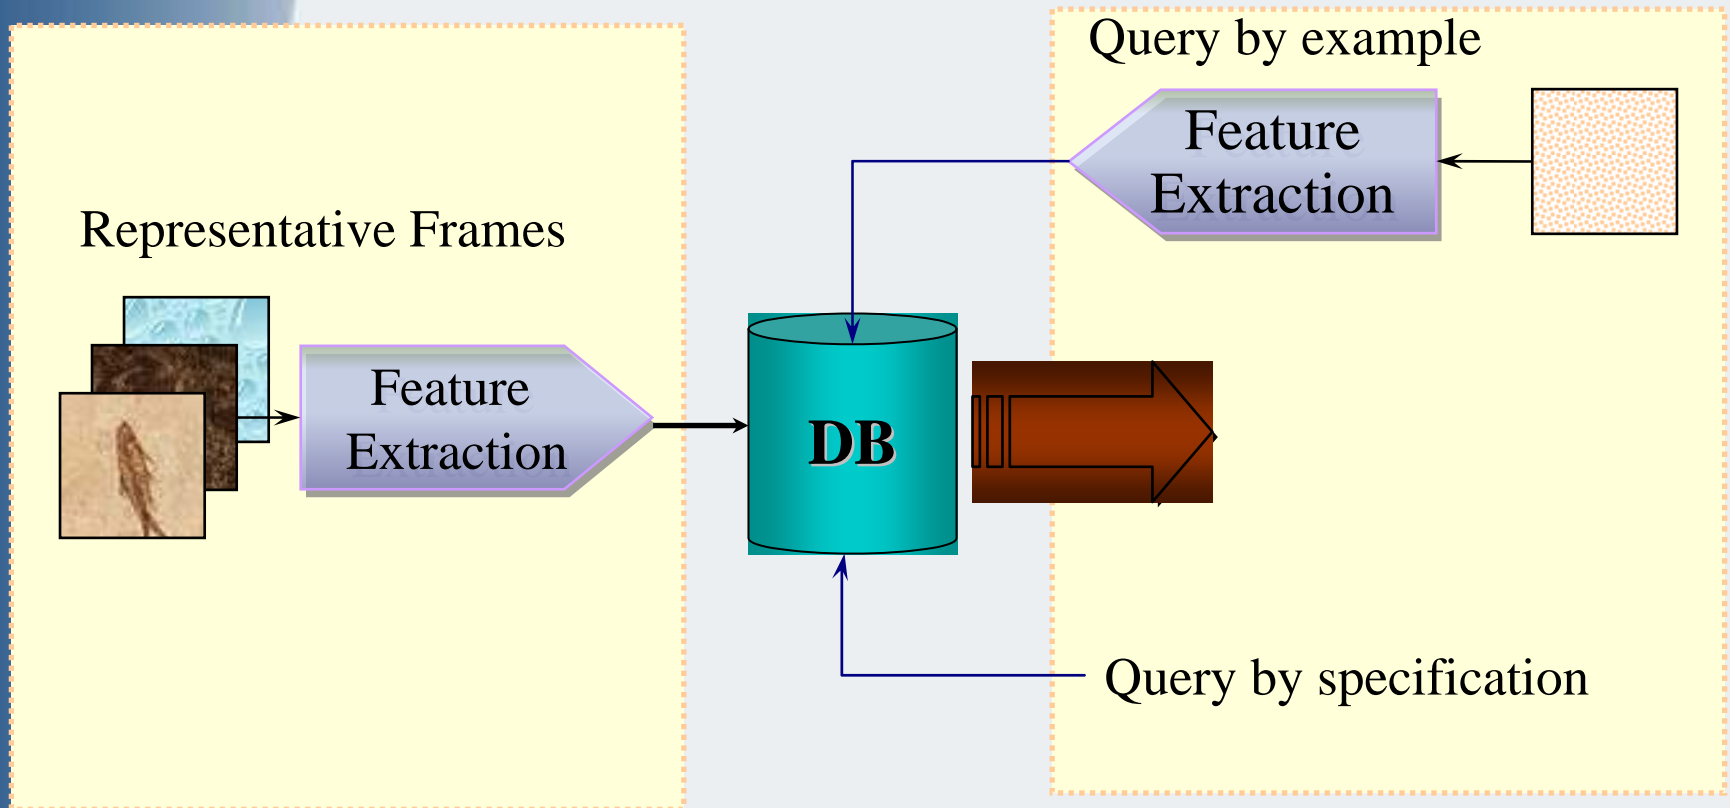 Query by example
Feature
Extraction
Representative Frames
Feature
Extraction
DB
Query by specification